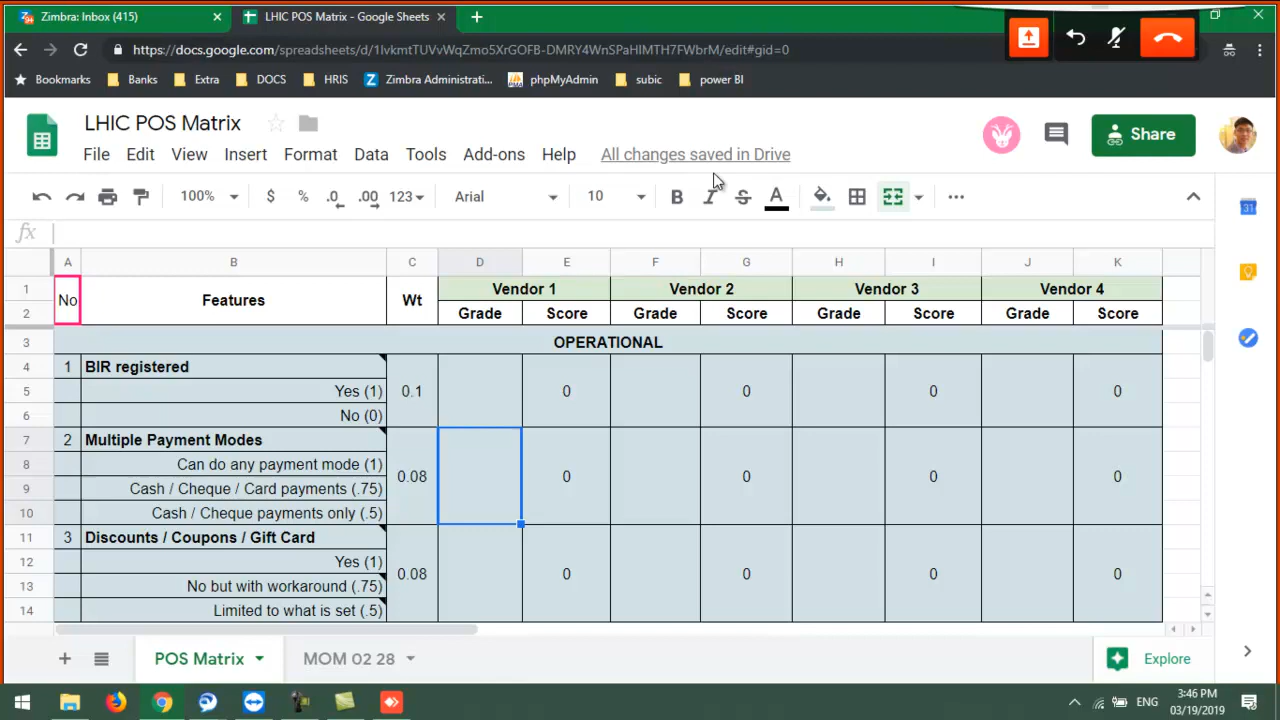 Zimbra: Inbox (415)
LHIC POS Matrix - Google Sheets
https://docs.google.com/spreadsheets/d/1IvkmtTUVvWqZmo5XrGOFB-DMRY4WnSPaHIMTH7FWbrM/edit#gid=0
Bookmarks Banks Extra DOCS HRIS Zimbra Administrati... phpMyAdmin subic power BI
LHIC POS Matrix
Share
File Edit View Insert Format Data Tools Add-ons Help All changes saved in Drive
100% $ % .0 .00 123 Arial 10 B I S A ...
31
fx
A B C D E F G H I J K
1 No Features Wt Vendor 1 Vendor 2 Vendor 3 Vendor 4
2 Grade Score Grade Score Grade Score Grade Score
3 OPERATIONAL
4 1 BIR registered
5 Yes (1) 0.1 0 0 0 0
6 No (0)
7 2 Multiple Payment Modes
8 Can do any payment mode (1) 0.08 0 0 0 0
9 Cash / Cheque / Card payments (.75)
10 Cash / Cheque payments only (.5)
11 3 Discounts / Coupons / Gift Card
12 Yes (1) 0.08 0 0 0 0
13 No but with workaround (.75)
14 Limited to what is set (.5)
POS Matrix MOM 02 28 Explore
ENG
3:46 PM
03/19/2019